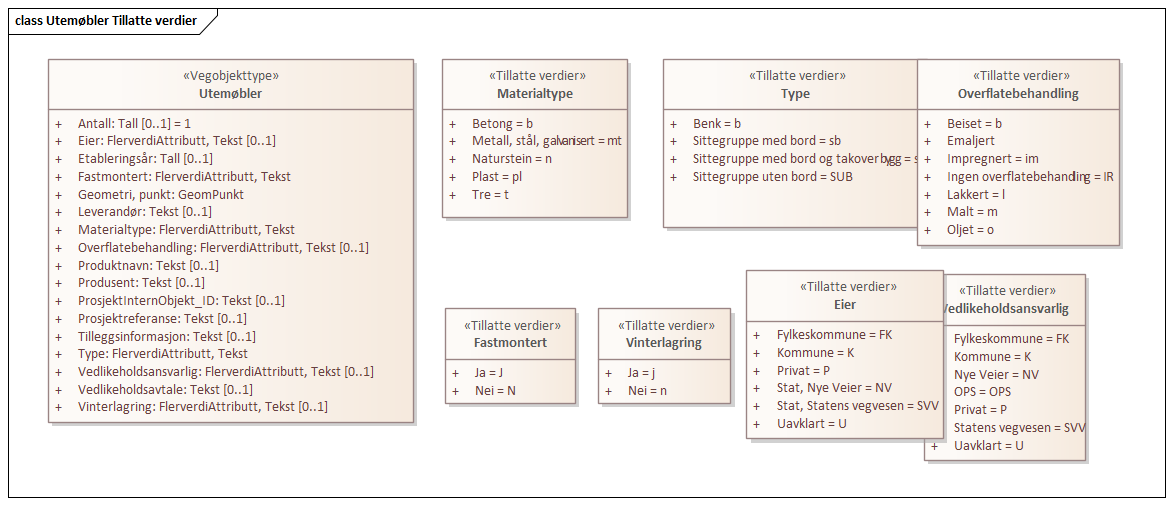 class Utemøbler Tillatte verdier
«Vegobjekttype»
Utemøbler
+ Antall: Tall [0..1] = 1
+ Eier: FlerverdiAttributt, Tekst [0..1]
+ Etableringsår: Tall [0..1]
+ Fastmontert: FlerverdiAttributt, Tekst
+ Geometri, punkt: GeomPunkt
+ Leverandør: Tekst [0..1]
+ Materialtype: FlerverdiAttributt, Tekst
+ Overflatebehandling: FlerverdiAttributt, Tekst [0..1]
+ Produktnavn: Tekst [0..1]
+ Produsent: Tekst [0..1]
+ ProsjektInternObjekt_ID: Tekst [0..1]
+ Prosjektreferanse: Tekst [0..1]
+ Tilleggsinformasjon: Tekst [0..1]
+ Type: FlerverdiAttributt, Tekst
+ Vedlikeholdsansvarlig: FlerverdiAttributt, Tekst [0..1]
+ Vedlikeholdsavtale: Tekst [0..1]
+ Vinterlagring: FlerverdiAttributt, Tekst [0..1]
«Tillatte verdier»
Materialtype
+ Betong = b
+ Metall, stål, galvanisert = mt
+ Naturstein = n
+ Plast = pl
+ Tre = t
«Tillatte verdier»
Type
+ Benk = b
+ Sittegruppe med bord = sb
+ Sittegruppe med bord og takoverbygg =
+ Sittegruppe uten bord = SUB
«Tillatte verdier»
Overflatebehandling
+ Beiset = b
+ Emaljert
+ Impregnert = im
+ Ingen overflatebehandling = IR
+ Lakkert = l
+ Malt = m
+ Oljet = o
«Tillatte verdier»
Fastmontert
+ Ja = J
+ Nei = N
«Tillatte verdier»
Vinterlagring
+ Ja = j
+ Nei = n
«Tillatte verdier»
Eier
+ Fylkeskommune = FK
+ Kommune = K
+ Privat = P
+ Stat, Nye Veier = NV
+ Stat, Statens vegvesen = SVV
+ Uavklart = U
«Tillatte verdier»
Vedlikeholdsansvarlig
Fylkeskommune = FK
Kommune = K
Nye Veier = NV
OPS = OPS
Privat = P
Statens vegvesen = SVV
+ Uavklart = U